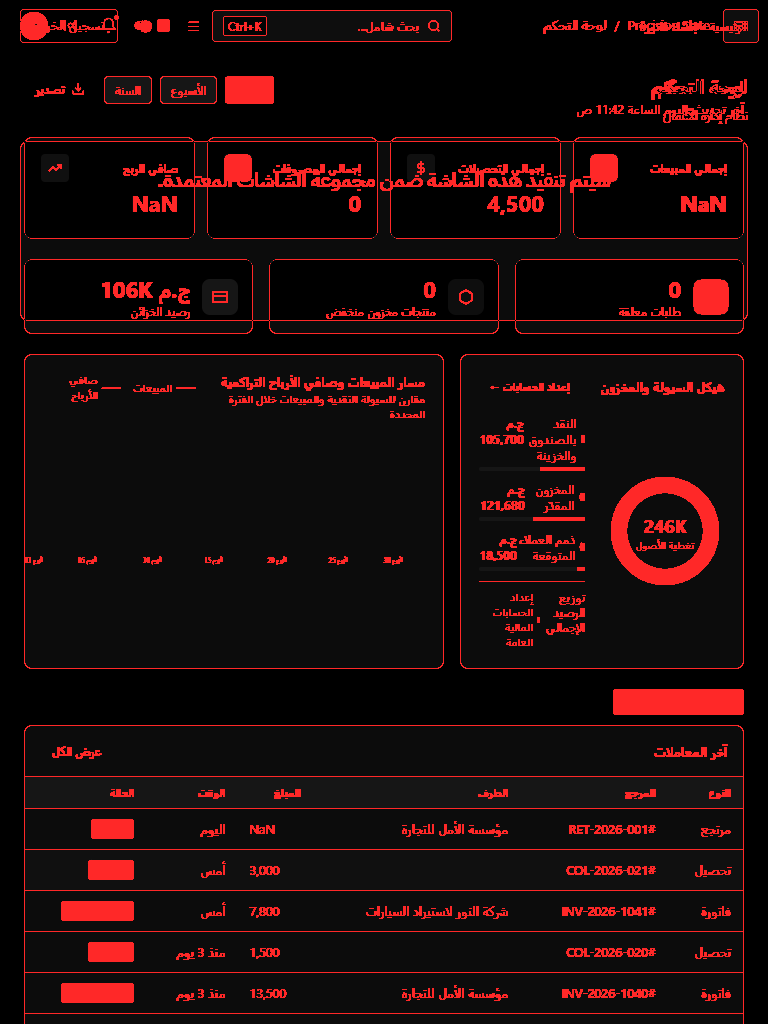 لوحة التحكم /
بحث شامل... Ctrl+K
تسجيل
لوحة التحكم
الأسبوع
السنة
تصدير
الساعة 11:42 ص
نظام إدارة
إجمالي المبيعات
NaN
إجمالي التحصيلات
4,500
إجمالي المصروفات
0
صافي الربح
NaN
سيتم تنفيذ هذه الشاشة ضمن مجموعة الشاشات المعتمدة.
0
طلبات معلقة
0
منتجات مخزون منخفض
ج.م 106K
رصيد الخزائن
هيكل السيولة والمخزون
إعداد الحسابات ←
النقد بالصندوق والخزينة
ج.م 105,700
المخزون المقدّر
ج.م 121,680
ذمم العملاء المتوقعة
ج.م 18,500
246K
تغطية الأصول
توزيع الرصيد الإجمالي
إعداد الحسابات المالية العامة
مسار المبيعات وصافي الأرباح التراكمية
مقارن للسيولة النقدية والمبيعات خلال الفترة المحددة
المبيعات
صافي الأرباح
آخر المعاملات
عرض الكل
النوع المرجع الطرف المبلغ الوقت الحالة
مرتجع #RET-2026-001 مؤسسة الأمل للتجارة NaN اليوم
تحصيل #COL-2026-021 3,000 أمس
فاتورة #INV-2026-1041 شركة النور لاستيراد السيارات 7,800 أمس
تحصيل #COL-2026-020 1,500 منذ 3 يوم
فاتورة #INV-2026-1040 مؤسسة الأمل للتجارة 13,500 منذ 3 يوم